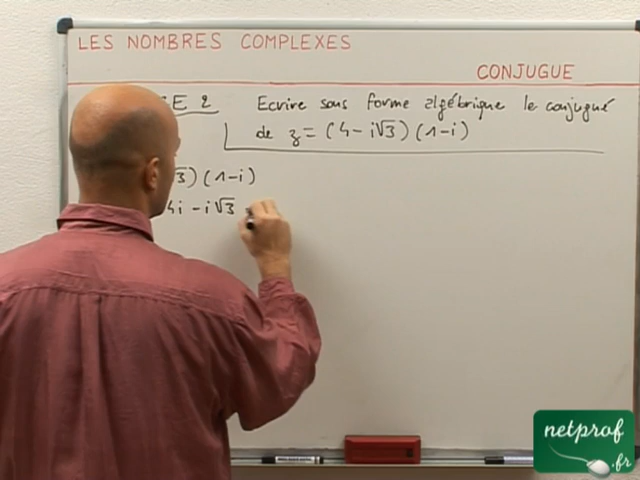 LES NOMBRES COMPLEXES
CONJUGUE
E 2 Ecrire sous forme algébrique le conjugué
de z = (4 - i√3)(1 - i)
√3)(1 - i)
4i - i√3
netprof
.fr